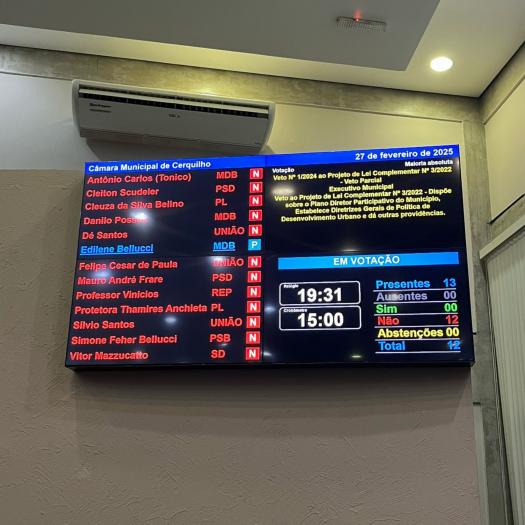 Câmara Municipal de Cerquilho
27 de fevereiro de 2025
Antônio Carlos (Tonico) MDB N
Cleiton Scudeler PSD N
Cleuza da Silva Belino PL N
Danilo Possa MDB N
Dé Santos UNIÃO N
Edilene Bellucci MDB P
Felipe Cesar de Paula UNIÃO N
Mauro André Frare PSD N
Professor Vinicios REP N
Protetora Thamires Anchieta PL N
Silvio Santos UNIÃO N
Simone Feher Bellucci PSB N
Vitor Mazzucatto SD N
Votação
Maioria absoluta
Veto Nº 1/2024 ao Projeto de Lei Complementar Nº 3/2022
- Veto Parcial
Executivo Municipal
Veto ao Projeto de Lei Complementar Nº 3/2022 - Dispõe
sobre o Plano Diretor Participativo do Município,
Estabelece Diretrizes Gerais de Política de
Desenvolvimento Urbano e dá outras providências.
EM VOTAÇÃO
Relógio
19:31
Cronômetro
15:00
Presentes 13
Ausentes 00
Sim 00
Não 12
Abstenções 00
Total 12